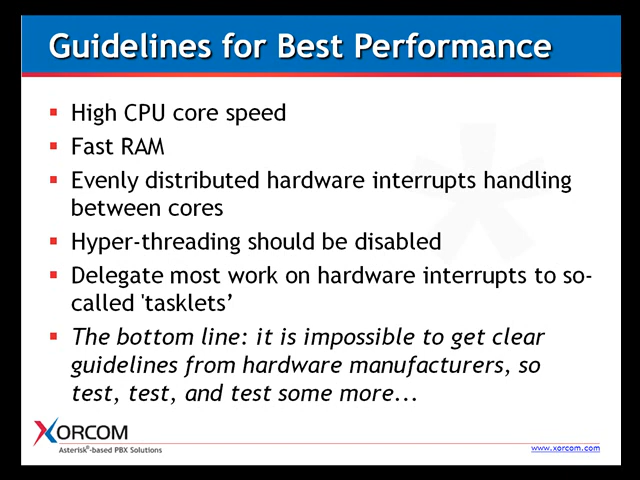 Guidelines for Best Performance
High CPU core speed
Fast RAM
Evenly distributed hardware interrupts handling
between cores
Hyper-threading should be disabled
Delegate most work on hardware interrupts to so-
called 'tasklets’
The bottom line: it is impossible to get clear
guidelines from hardware manufacturers, so
test, test, and test some more...
XORCOM
Asterisk®-based PBX Solutions
www.xorcom.com